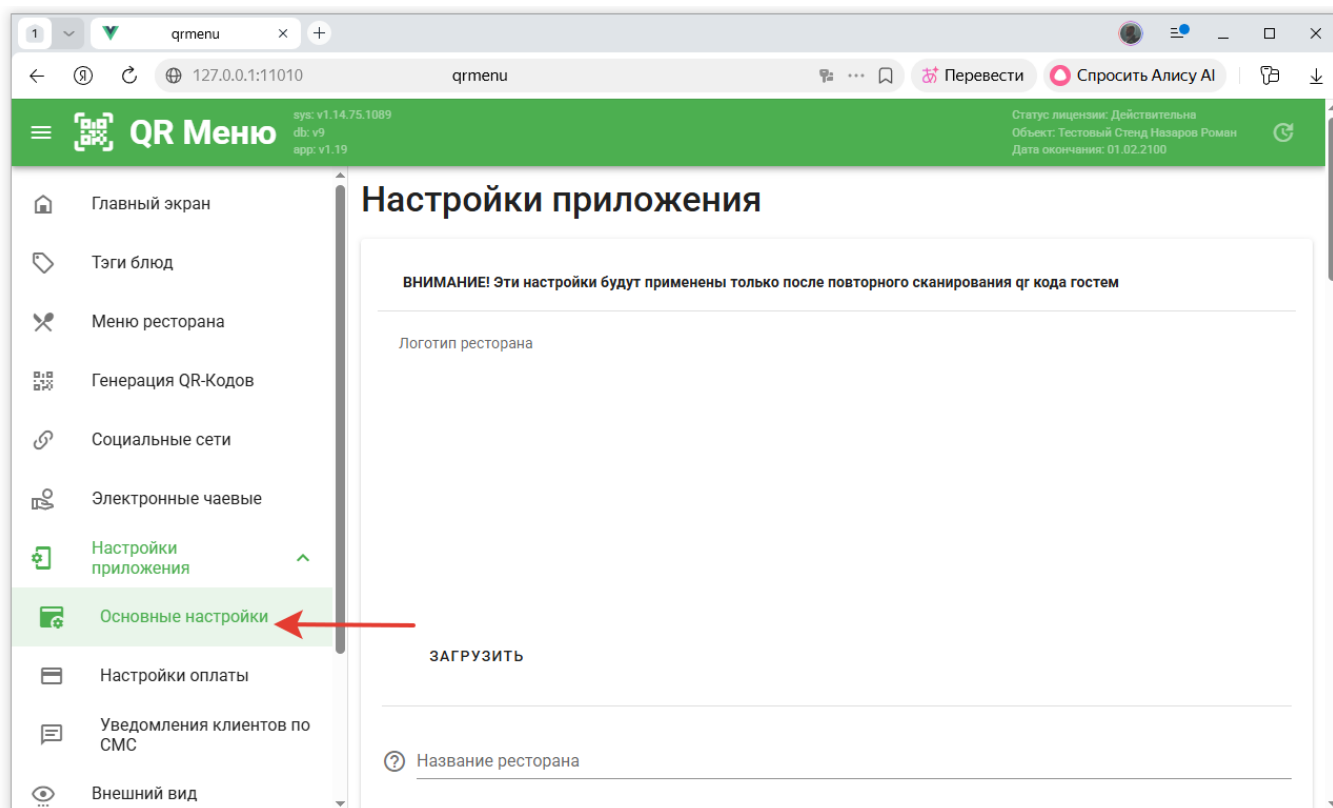 1
qrmenu
127.0.0.1:11010
qrmenu
Перевести
Спросить Алису AI
QR Меню
sys: v1.14.75.1089
db: v9
app: v1.19
Статус лицензии: Действительна
Объект: Тестовый Стенд Назаров Роман
Дата окончания: 01.02.2100
Главный экран
Тэги блюд
Меню ресторана
Генерация QR-Кодов
Социальные сети
Электронные чаевые
Настройки
приложения
Основные настройки
Настройки оплаты
Уведомления клиентов по
СМС
Внешний вид
Настройки приложения
ВНИМАНИЕ! Эти настройки будут применены только после повторного сканирования qr кода гостем
Логотип ресторана
ЗАГРУЗИТЬ
Название ресторана